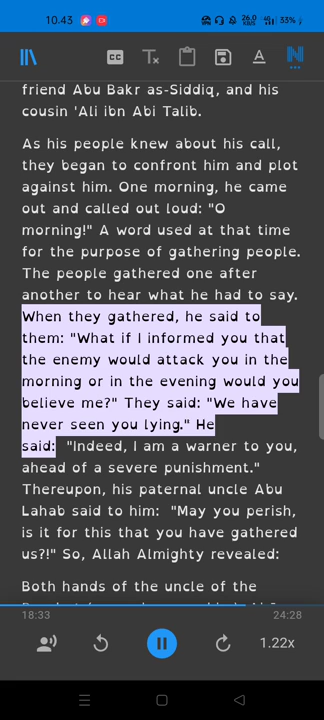 10.43
26.0 KB/S
4G
33%
CC
friend Abu Bakr as-Siddiq, and his
cousin 'Ali ibn Abi Talib.
As his people knew about his call,
they began to confront him and plot
against him. One morning, he came
out and called out loud: "O
morning!" A word used at that time
for the purpose of gathering people.
The people gathered one after
another to hear what he had to say.
When they gathered, he said to
them: "What if I informed you that
the enemy would attack you in the
morning or in the evening would you
believe me?" They said: "We have
never seen you lying." He
said:  "Indeed, I am a warner to you,
ahead of a severe punishment."
Thereupon, his paternal uncle Abu
Lahab said to him:  "May you perish,
is it for this that you have gathered
us?!" So, Allah Almighty revealed:
Both hands of the uncle of the
18:33
24:28
1.22x